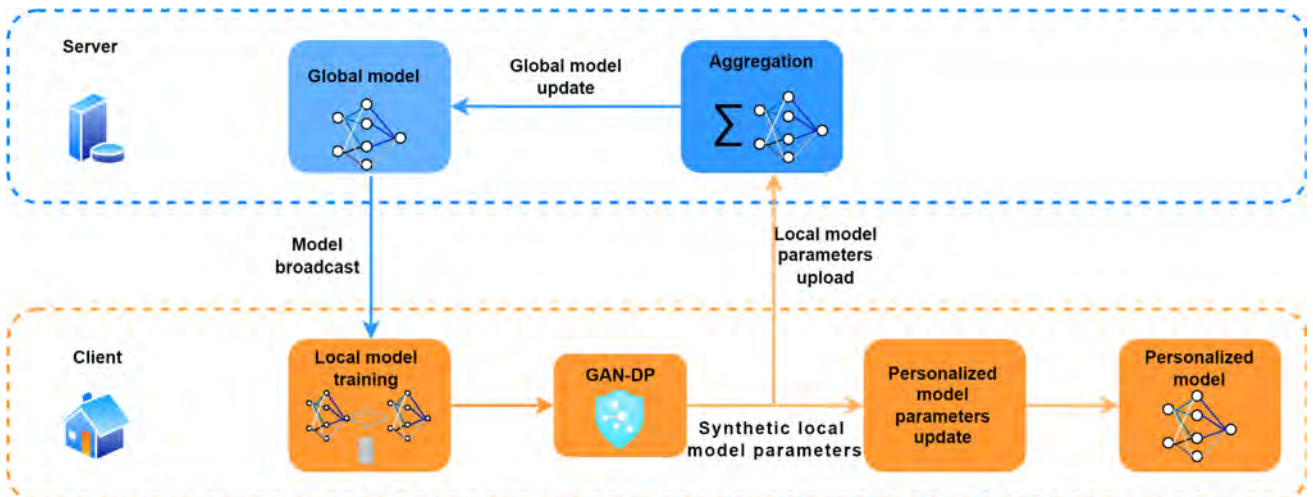 Server
Global model
Global model
update
Aggregation
∑
Model
broadcast
Local model
parameters
upload
Client
Local model
training
GAN-DP
Synthetic local
model parameters
Personalized
model
parameters
update
Personalized
model